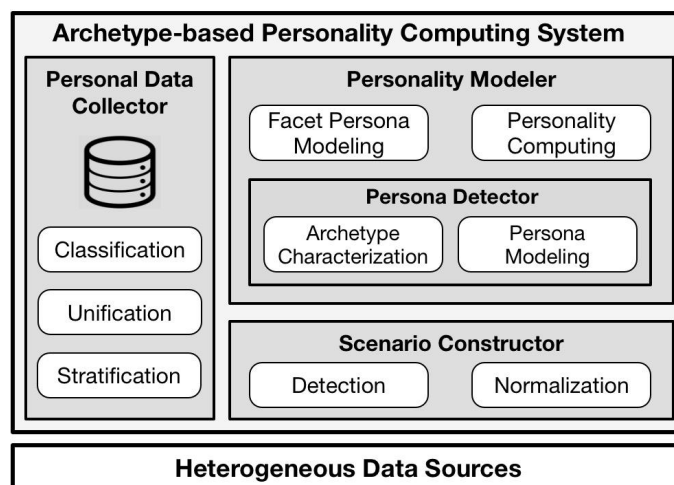 Archetype-based Personality Computing System
Personal Data
Collector
Classification
Unification
Stratification
Personality Modeler
Facet Persona
Modeling
Personality
Computing
Persona Detector
Archetype
Characterization
Persona
Modeling
Scenario Constructor
Detection
Normalization
Heterogeneous Data Sources